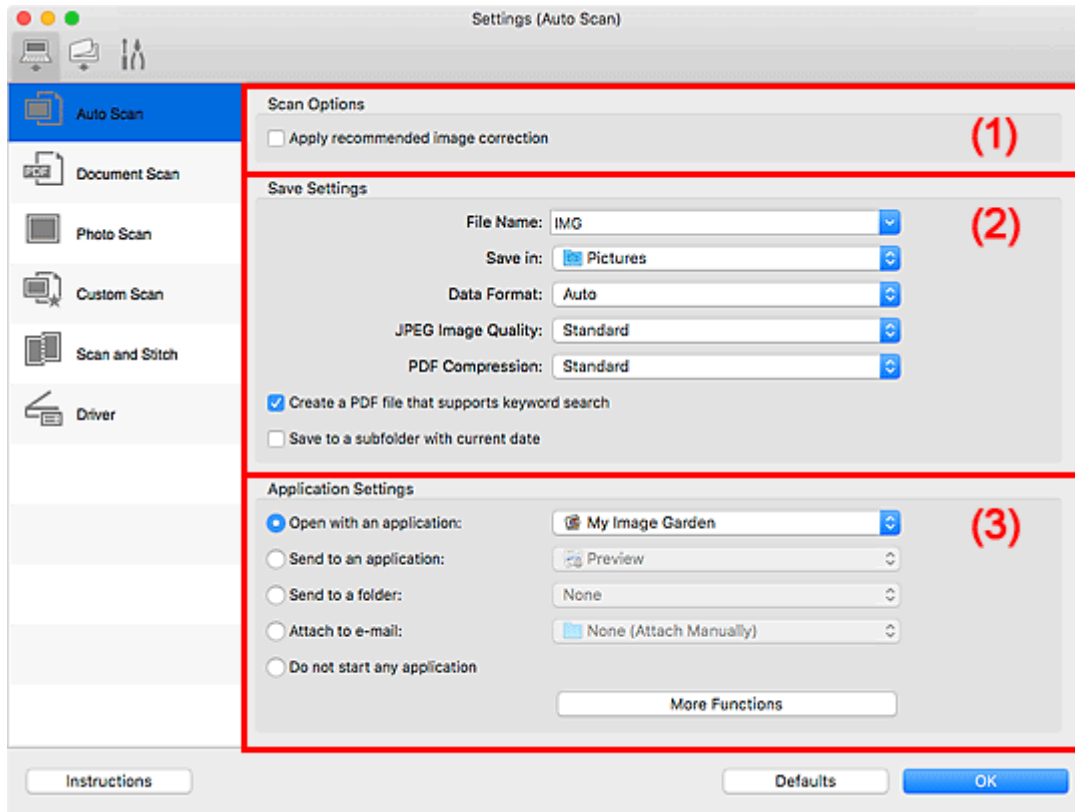 Settings (Auto Scan)
Auto Scan
PDF Document Scan
Photo Scan
Custom Scan
Scan and Stitch
Driver
Scan Options
Apply recommended image correction
(1)
Save Settings
(2)
File Name: IMG
Save in: Pictures
Data Format: Auto
JPEG Image Quality: Standard
PDF Compression: Standard
Create a PDF file that supports keyword search
Save to a subfolder with current date
Application Settings
(3)
Open with an application: My Image Garden
Send to an application: Preview
Send to a folder: None
Attach to e-mail: None (Attach Manually)
Do not start any application
More Functions
Instructions Defaults OK